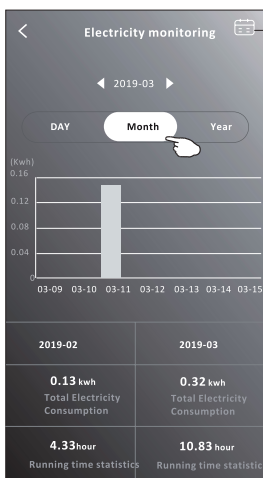 Electricity monitoring
2019-03
DAY Month Year
(Kwh)
0.16
0.12
0.08
0.04
0
03-09 03-10 03-11 03-12 03-13 03-14 03-15
2019-02 2019-03
0.13 kwh 0.32 kwh
Total Electricity Total Electricity
Consumption Consumption
4.33hour 10.83 hour
Running time statistics Running time statistic